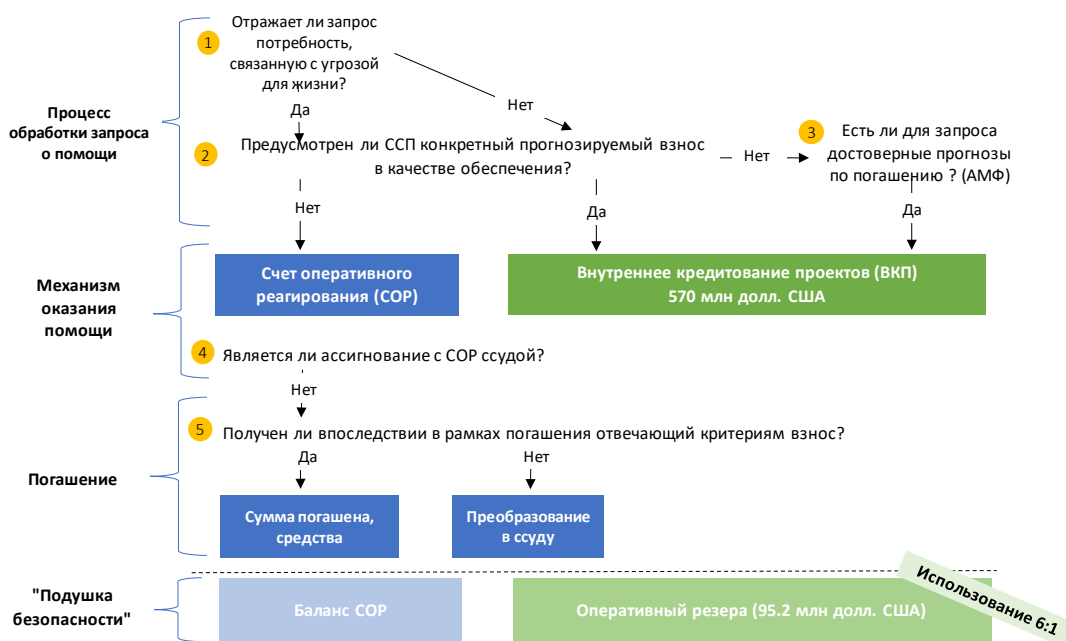 1
Отражает ли запрос
потребность,
связанную с угрозой
для жизни?
Процесс
обработки запроса
о помощи
Да
Нет
2
Предусмотрен ли ССП конкретный прогнозируемый взнос
в качестве обеспечения?
Нет
3
Есть ли для запроса
достоверные прогнозы
по погашению ? (АМФ)
Нет
Да
Да
Механизм
оказания
помощи
Счет оперативного
реагирования (СОР)
Внутреннее кредитование проектов (ВКП)
570 млн долл. США
4
Является ли ассигнование с СОР ссудой?
Нет
Погашение
5
Получен ли впоследствии в рамках погашения отвечающий критериям взнос?
Да
Нет
Сумма погашена,
средства
Преобразование
в ссуду
"Подушка
безопасности"
Баланс СОР
Оперативный резера (95.2 млн долл. США)
Использование 6:1